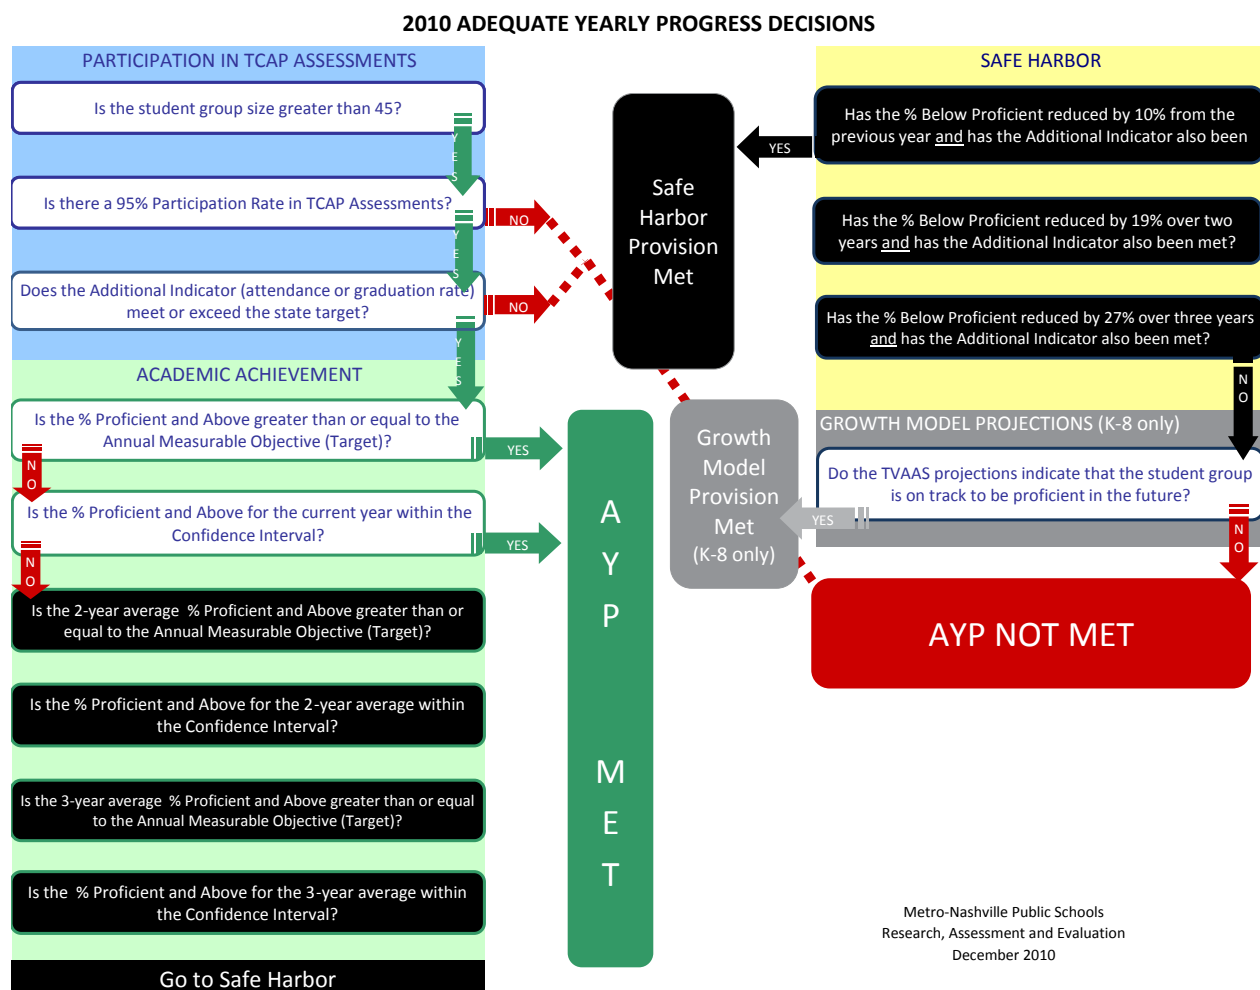 2010 ADEQUATE YEARLY PROGRESS DECISIONS
PARTICIPATION IN TCAP ASSESSMENTS
Is the student group size greater than 45?
YES
Is there a 95% Participation Rate in TCAP Assessments?
NO
YES
Does the Additional Indicator (attendance or graduation rate)
meet or exceed the state target?
NO
YES
ACADEMIC ACHIEVEMENT
Is the % Proficient and Above greater than or equal to the
Annual Measurable Objective (Target)?
YES
NO
Is the % Proficient and Above for the current year within the
Confidence Interval?
YES
NO
Is the 2-year average % Proficient and Above greater than or
equal to the Annual Measurable Objective (Target)?
Is the % Proficient and Above for the 2-year average within
the Confidence Interval?
Is the 3-year average % Proficient and Above greater than or equal
to the Annual Measurable Objective (Target)?
Is the % Proficient and Above for the 3-year average within
the Confidence Interval?
Go to Safe Harbor
AYP MET
Safe
Harbor
Provision
Met
Growth
Model
Provision
Met
(K-8 only)
SAFE HARBOR
Has the % Below Proficient reduced by 10% from the
previous year and has the Additional Indicator also been
YES
Has the % Below Proficient reduced by 19% over two
years and has the Additional Indicator also been met?
Has the % Below Proficient reduced by 27% over three years
and has the Additional Indicator also been met?
NO
GROWTH MODEL PROJECTIONS (K-8 only)
Do the TVAAS projections indicate that the student group
is on track to be proficient in the future?
YES
NO
AYP NOT MET
Metro-Nashville Public Schools
Research, Assessment and Evaluation
December 2010